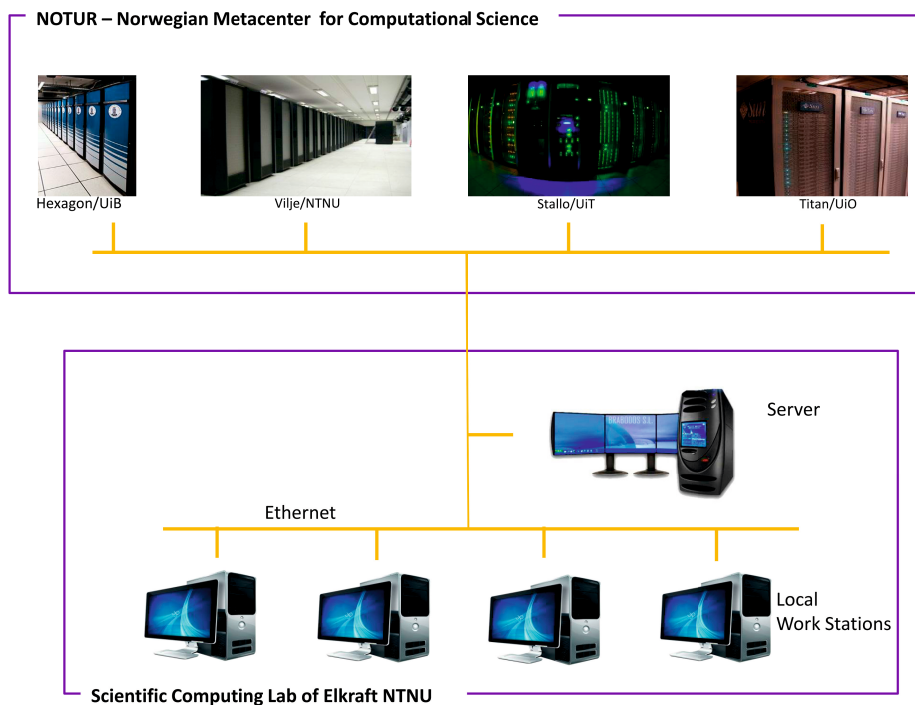 NOTUR – Norwegian Metacenter for Computational Science
Hexagon/UiB
Vilje/NTNU
Stallo/UiT
Titan/UiO
Server
Ethernet
Local
Work Stations
Scientific Computing Lab of Elkraft NTNU